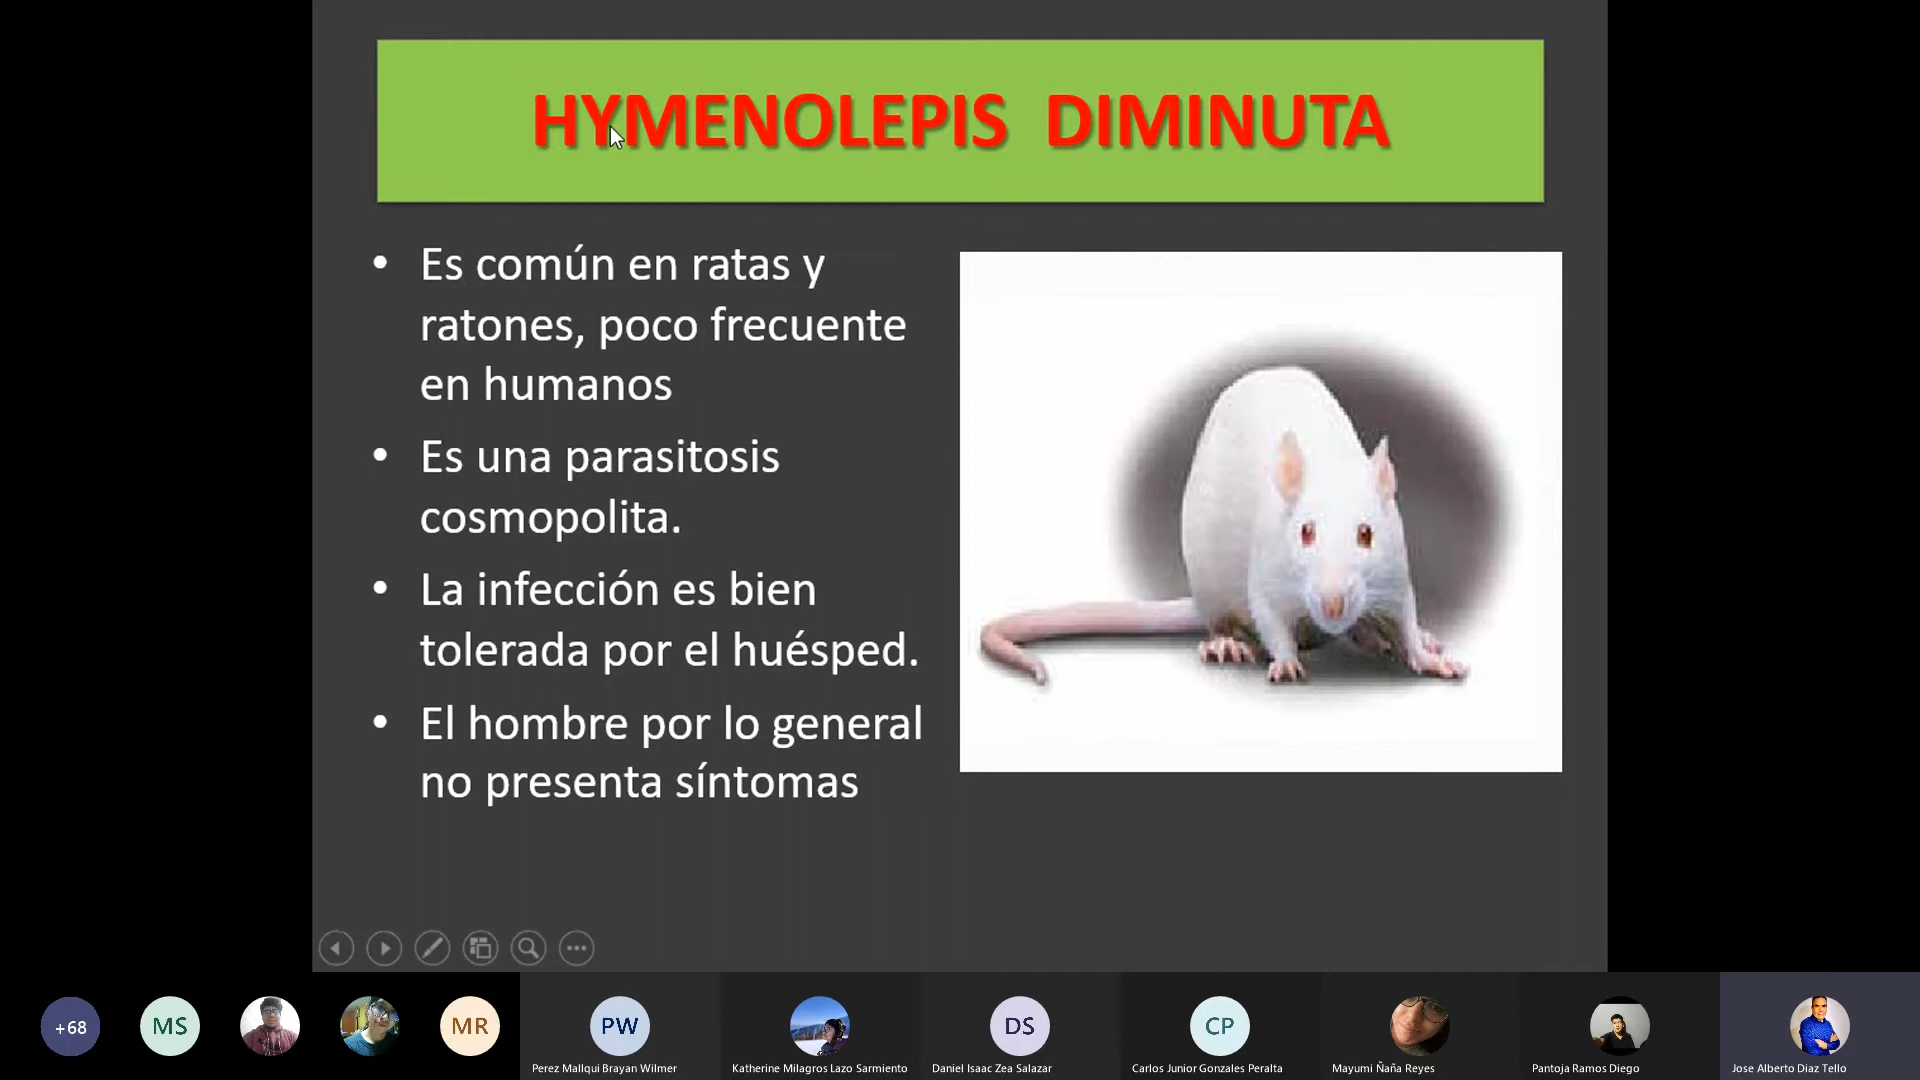 HYMENOLEPIS DIMINUTA
• Es común en ratas y
ratones, poco frecuente
en humanos
• Es una parasitosis
cosmopolita.
• La infección es bien
tolerada por el huésped.
• El hombre por lo general
no presenta síntomas
+68
MS
MR
PW
DS
CP
Perez Mallqui Brayan Wilmer
Katherine Milagros Lazo Sarmiento
Daniel Isaac Zea Salazar
Carlos Junior Gonzales Peralta
Mayumi Ñaña Reyes
Pantoja Ramos Diego
Jose Alberto Diaz Tello